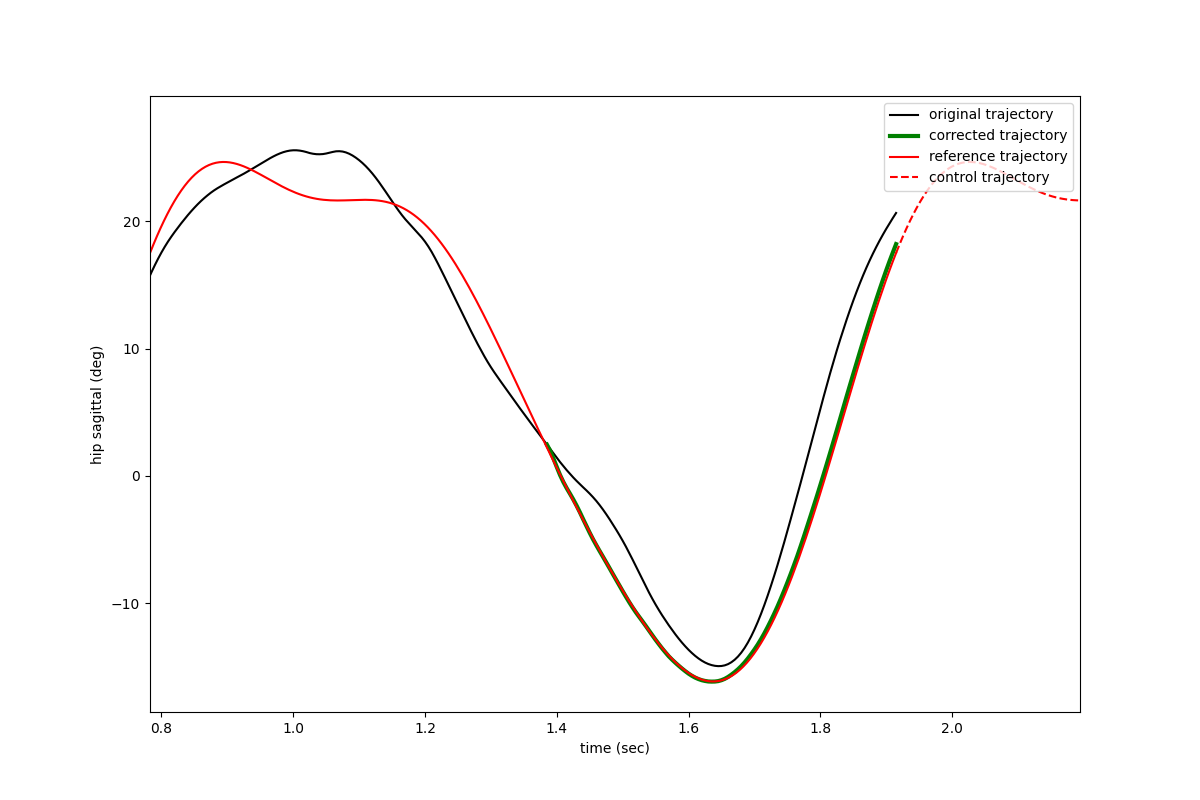 original trajectory
corrected trajectory
reference trajectory
control trajectory
hip sagittal (deg)
20
10
0
−10
0.8 1.0 1.2 1.4 1.6 1.8 2.0
time (sec)